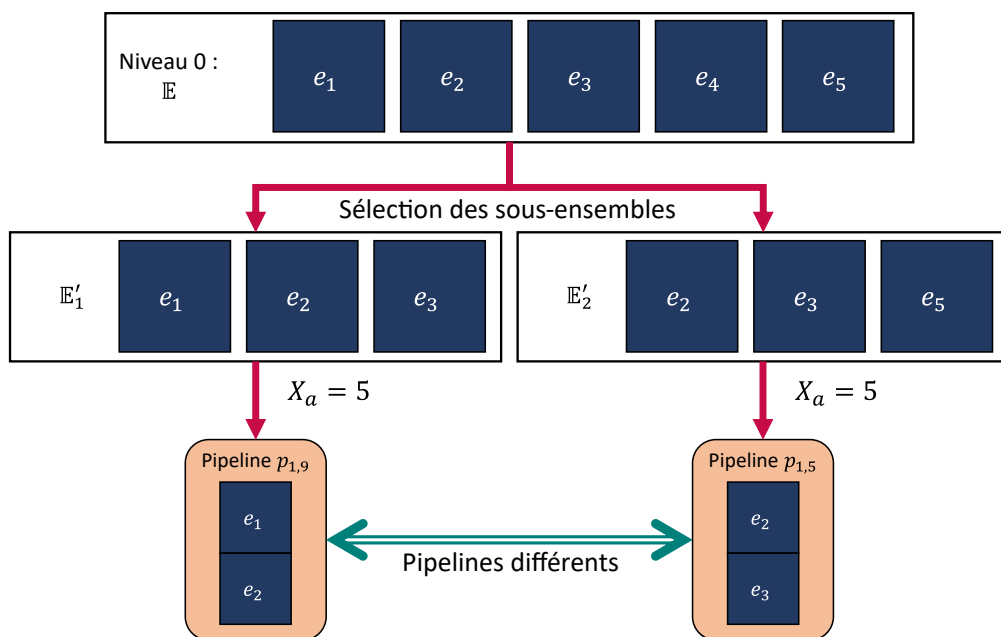 Niveau 0 :
𝔼
e₁ e₂ e₃ e₄ e₅
Sélection des sous-ensembles
𝔼′₁ e₁ e₂ e₃
𝔼′₂ e₂ e₃ e₅
Xₐ = 5
Xₐ = 5
Pipeline p₁,₉
e₁
e₂
Pipelines différents
Pipeline p₁,₅
e₂
e₃